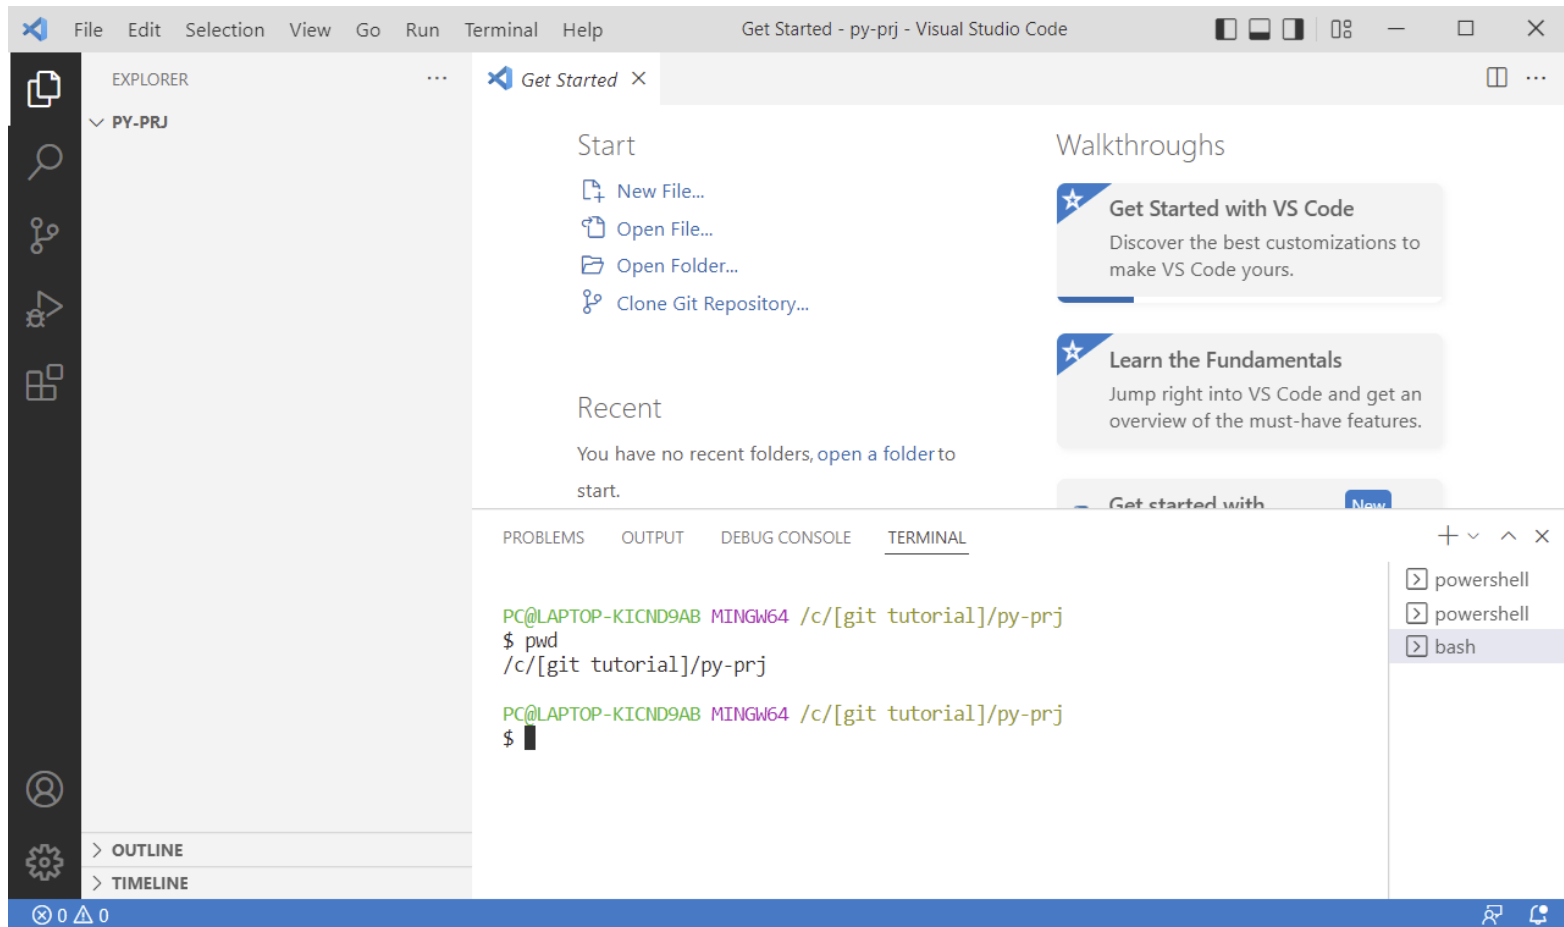 File Edit Selection View Go Run Terminal Help Get Started - py-prj - Visual Studio Code
EXPLORER
PY-PRJ
OUTLINE
TIMELINE
Get Started
Start
New File...
Open File...
Open Folder...
Clone Git Repository...
Recent
You have no recent folders, open a folder to
start.
Walkthroughs
Get Started with VS Code
Discover the best customizations to
make VS Code yours.
Learn the Fundamentals
Jump right into VS Code and get an
overview of the must-have features.
Get started with New
PROBLEMS OUTPUT DEBUG CONSOLE TERMINAL
PC@LAPTOP-KICND9AB MINGW64 /c/[git tutorial]/py-prj
$ pwd
/c/[git tutorial]/py-prj
PC@LAPTOP-KICND9AB MINGW64 /c/[git tutorial]/py-prj
$
powershell
powershell
bash
0 0